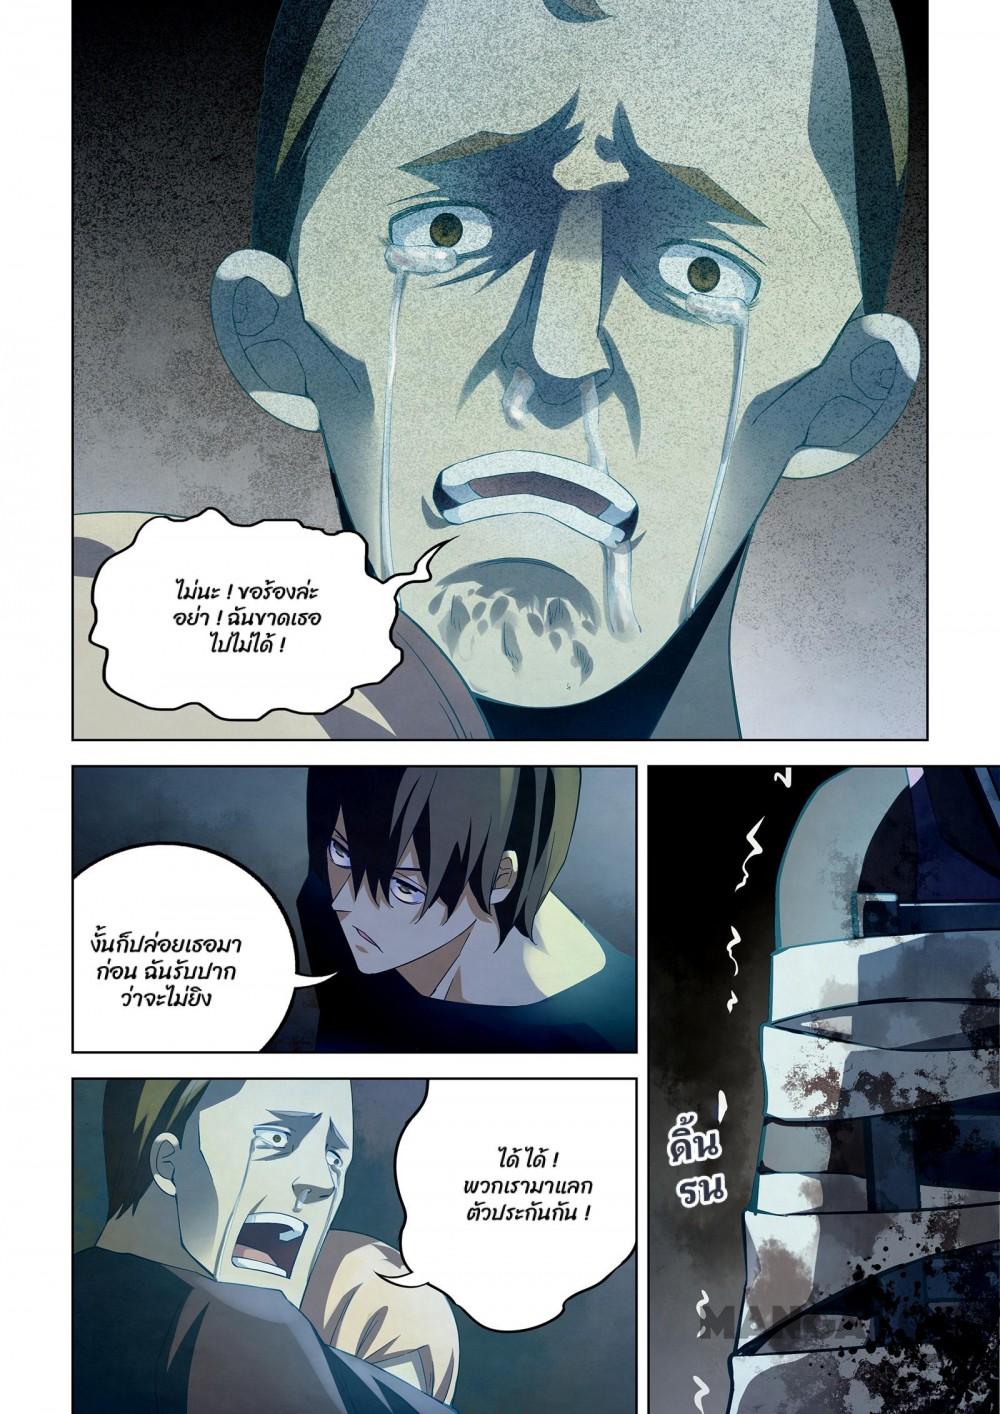 ไม่นะ ! ขอร้องล่ะ
อย่า ! ฉันขาดเธอ
ไปไม่ได้ !
งั้นก็ปล่อยเธอมา
ก่อน ฉันรับปาก
ว่าจะไม่ยิง
ดิ้น
รน
ได้ ได้ !
พวกเรามาแลก
ตัวประกันกัน !